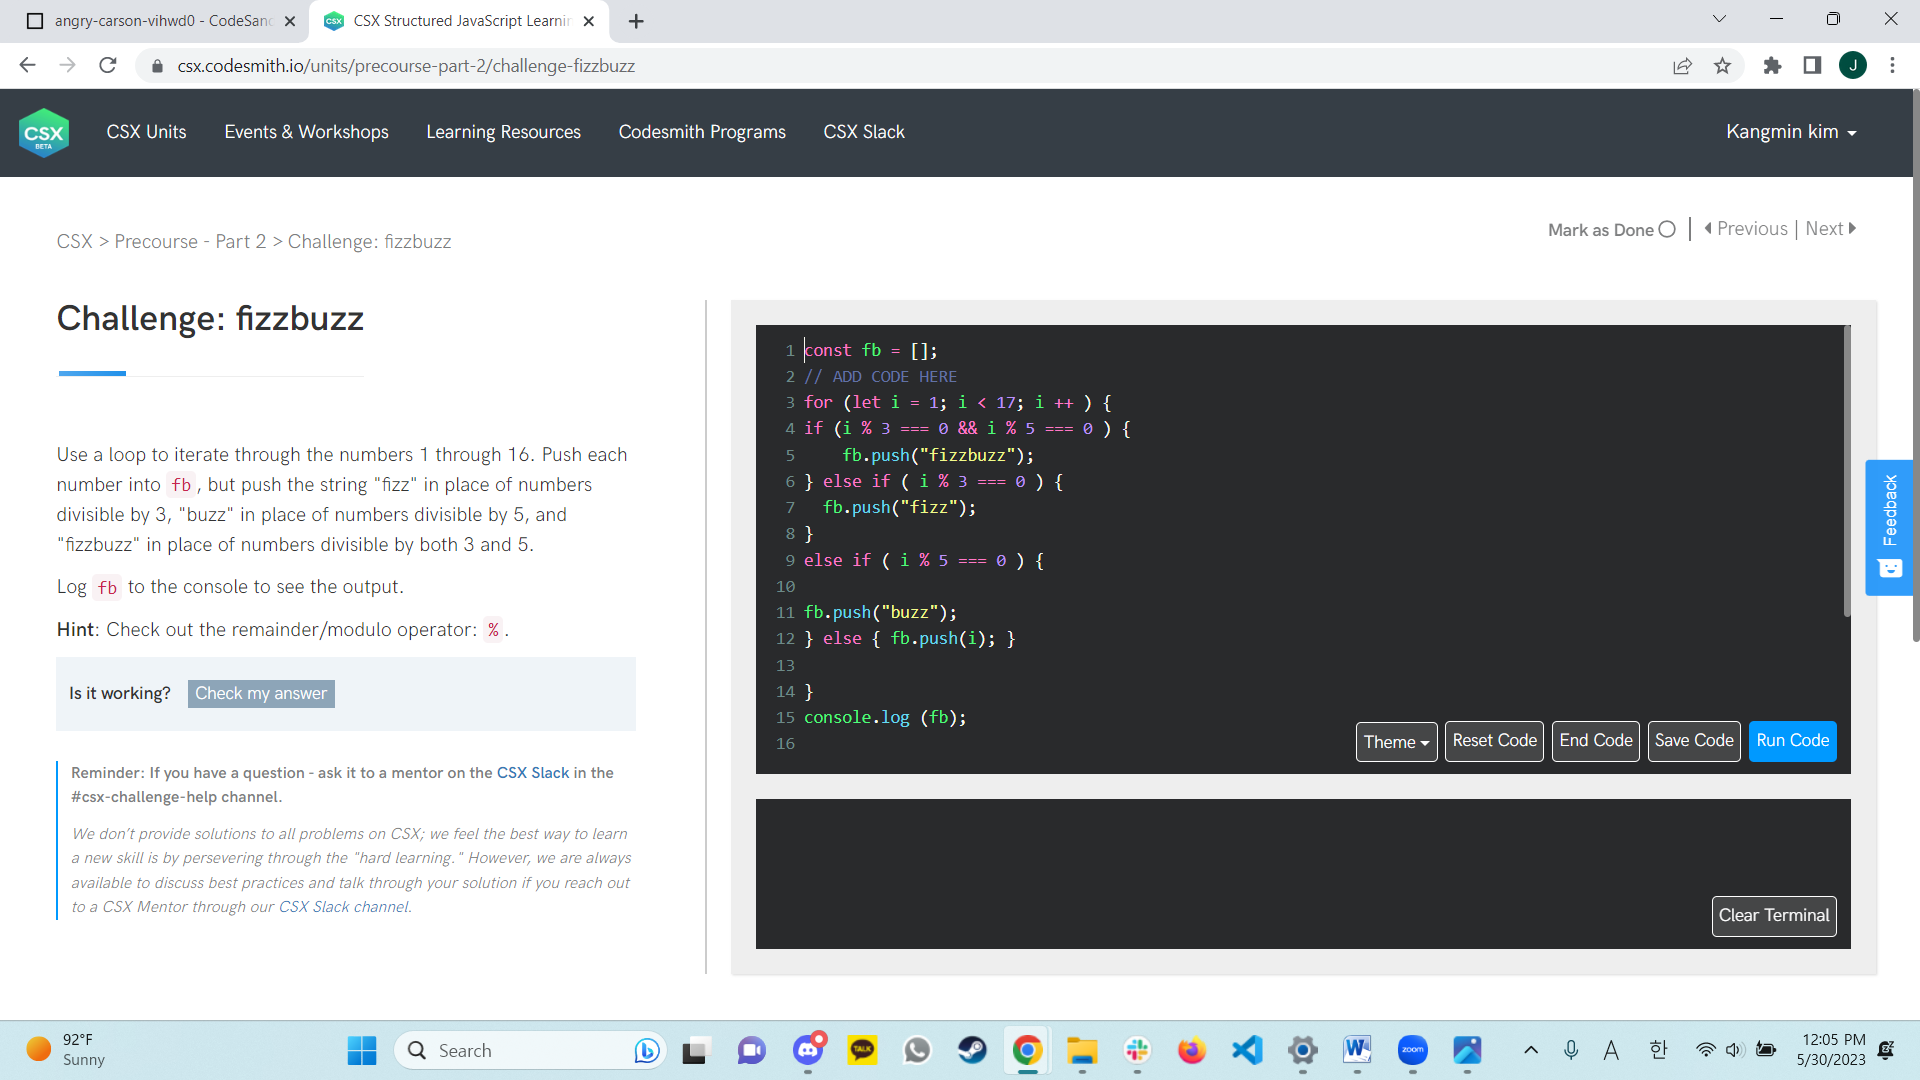 angry-carson-vihwd0 - CodeSand
CSX Structured JavaScript Learnin
csx.codesmith.io/units/precourse-part-2/challenge-fizzbuzz
J
CSX
BETA
CSX Units
Events & Workshops
Learning Resources
Codesmith Programs
CSX Slack
Kangmin kim
CSX > Precourse - Part 2 > Challenge: fizzbuzz
Mark as Done
Previous | Next
Challenge: fizzbuzz
Use a loop to iterate through the numbers 1 through 16. Push each
number into fb , but push the string "fizz" in place of numbers
divisible by 3, "buzz" in place of numbers divisible by 5, and
"fizzbuzz" in place of numbers divisible by both 3 and 5.
Log fb to the console to see the output.
Hint: Check out the remainder/modulo operator: % .
Is it working? Check my answer
Reminder: If you have a question - ask it to a mentor on the CSX Slack in the
#csx-challenge-help channel.
We don't provide solutions to all problems on CSX; we feel the best way to learn
a new skill is by persevering through the "hard learning." However, we are always
available to discuss best practices and talk through your solution if you reach out
to a CSX Mentor through our CSX Slack channel.
1 const fb = [];
2 // ADD CODE HERE
3 for (let i = 1; i < 17; i ++ ) {
4 if (i % 3 === 0 && i % 5 === 0 ) {
5 fb.push("fizzbuzz");
6 } else if ( i % 3 === 0 ) {
7 fb.push("fizz");
8 }
9 else if ( i % 5 === 0 ) {
10
11 fb.push("buzz");
12 } else { fb.push(i); }
13
14 }
15 console.log (fb);
16
Theme
Reset Code
End Code
Save Code
Run Code
Clear Terminal
Feedback
92°F
Sunny
Search
TALK
zoom
A
한
12:05 PM
5/30/2023